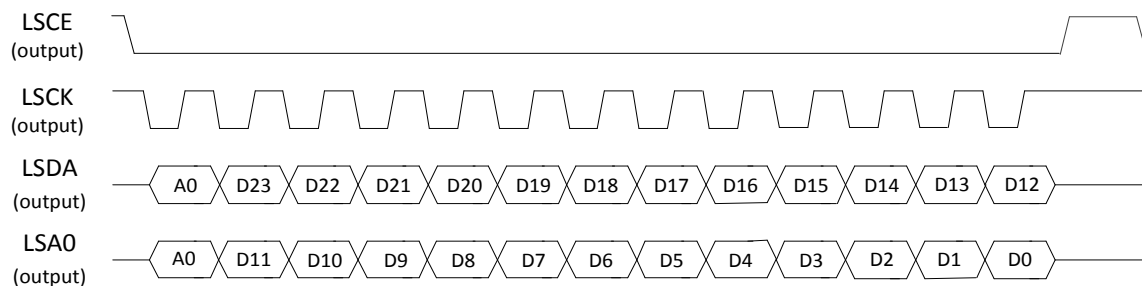 LSCE
(output)
LSCK
(output)
LSDA
(output)
A0 D23 D22 D21 D20 D19 D18 D17 D16 D15 D14 D13 D12
LSA0
(output)
A0 D11 D10 D9 D8 D7 D6 D5 D4 D3 D2 D1 D0